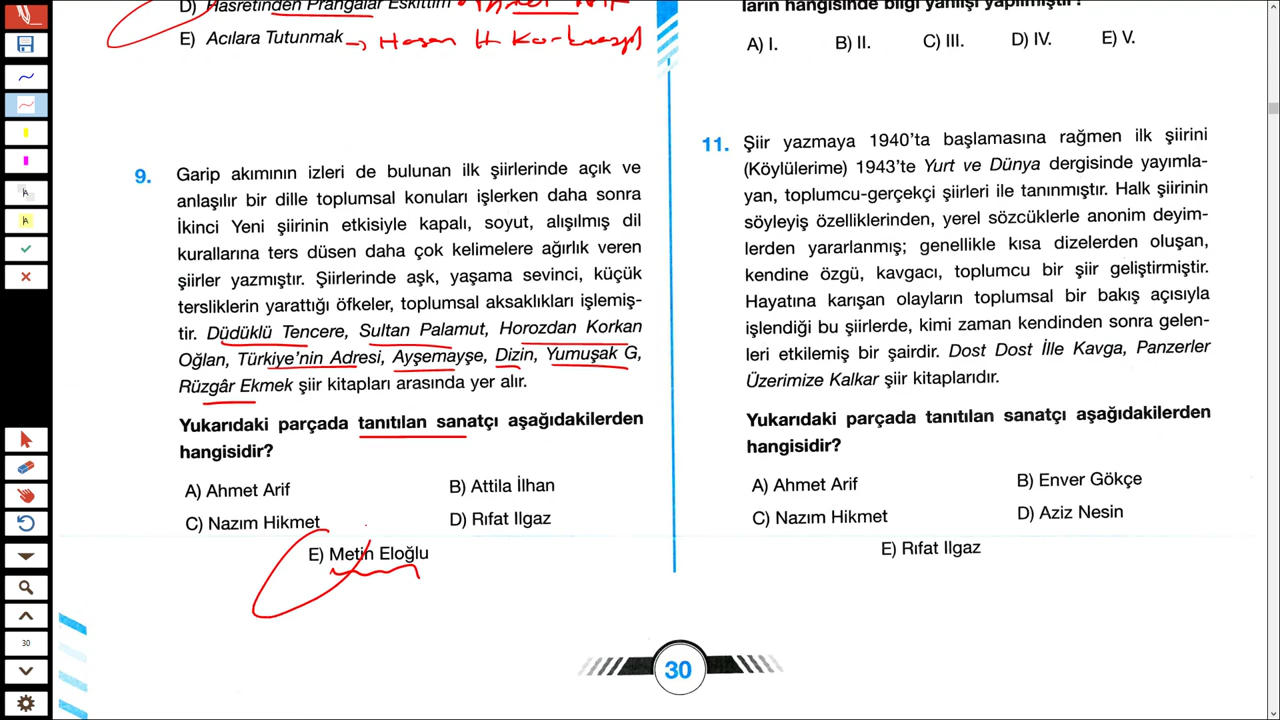 D) Hasretinden Prangalar Eskittim
E) Acılara Tutunmak → Hasan H. Korkmazgil
9. Garip akımının izleri de bulunan ilk şiirlerinde açık ve
anlaşılır bir dille toplumsal konuları işlerken daha sonra
İkinci Yeni şiirinin etkisiyle kapalı, soyut, alışılmış dil
kurallarına ters düsen daha çok kelimelere ağırlık veren
şiirler yazmıştır. Şiirlerinde aşk, yaşama sevinci, küçük
tersliklerin yarattığı öfkeler, toplumsal aksaklıkları işlemiş-
tir. Düdüklü Tencere, Sultan Palamut, Horozdan Korkan
Oğlan, Türkiye'nin Adresi, Ayşemayşe, Dizin, Yumuşak G,
Rüzgâr Ekmek şiir kitapları arasında yer alır.
Yukarıdaki parçada tanıtılan sanatçı aşağıdakilerden
hangisidir?
A) Ahmet Arif
B) Attila İlhan
C) Nazım Hikmet
D) Rıfat Ilgaz
E) Metin Eloğlu
ların hangisinde bilgi yanlışı yapılmıştır?
A) I.
B) II.
C) III.
D) IV.
E) V.
11. Şiir yazmaya 1940'ta başlamasına rağmen ilk şiirini
(Köylülerime) 1943'te Yurt ve Dünya dergisinde yayımla-
yan, toplumcu-gerçekçi şiirleri ile tanınmıştır. Halk şiirinin
söyleyiş özelliklerinden, yerel sözcüklerle anonim deyim-
lerden yararlanmış; genellikle kısa dizelerden oluşan,
kendine özgü, kavgacı, toplumcu bir şiir geliştirmiştir.
Hayatına karışan olayların toplumsal bir bakış açısıyla
işlendiği bu şiirlerde, kimi zaman kendinden sonra gelen-
leri etkilemiş bir şairdir. Dost Dost İlle Kavga, Panzerler
Üzerimize Kalkar şiir kitaplarıdır.
Yukarıdaki parçada tanıtılan sanatçı aşağıdakilerden
hangisidir?
A) Ahmet Arif
B) Enver Gökçe
C) Nazım Hikmet
D) Aziz Nesin
E) Rıfat Ilgaz
30
30